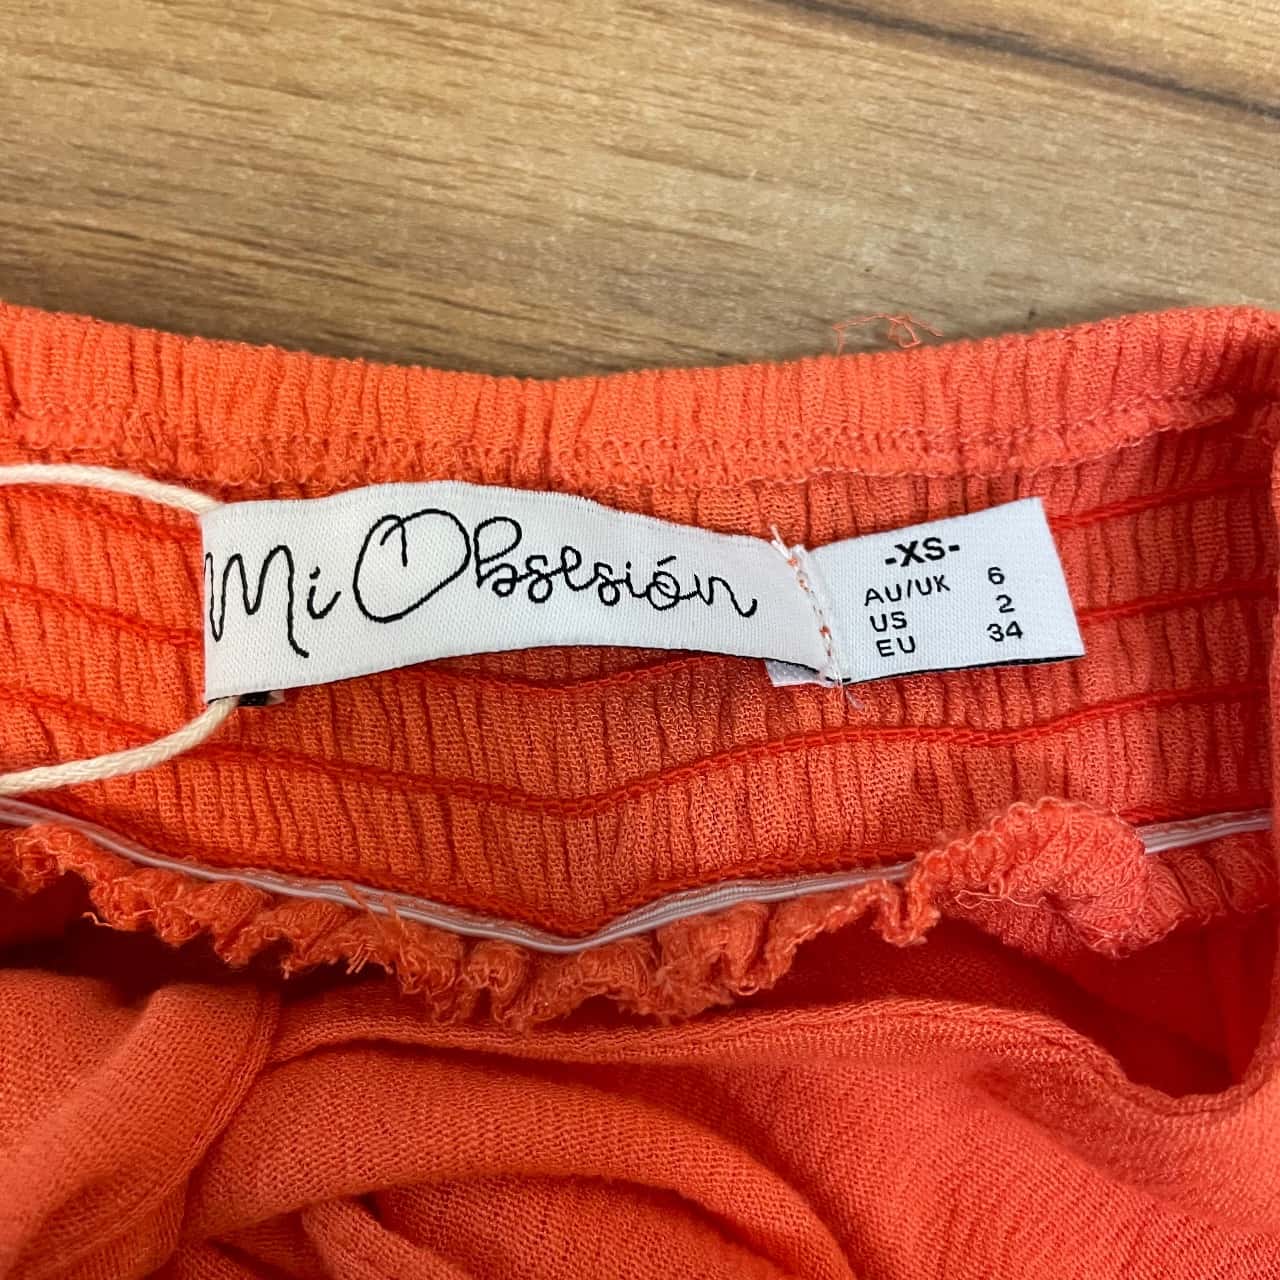 Mi Obsesión
-XS-
AU/UK 6
US 2
EU 34